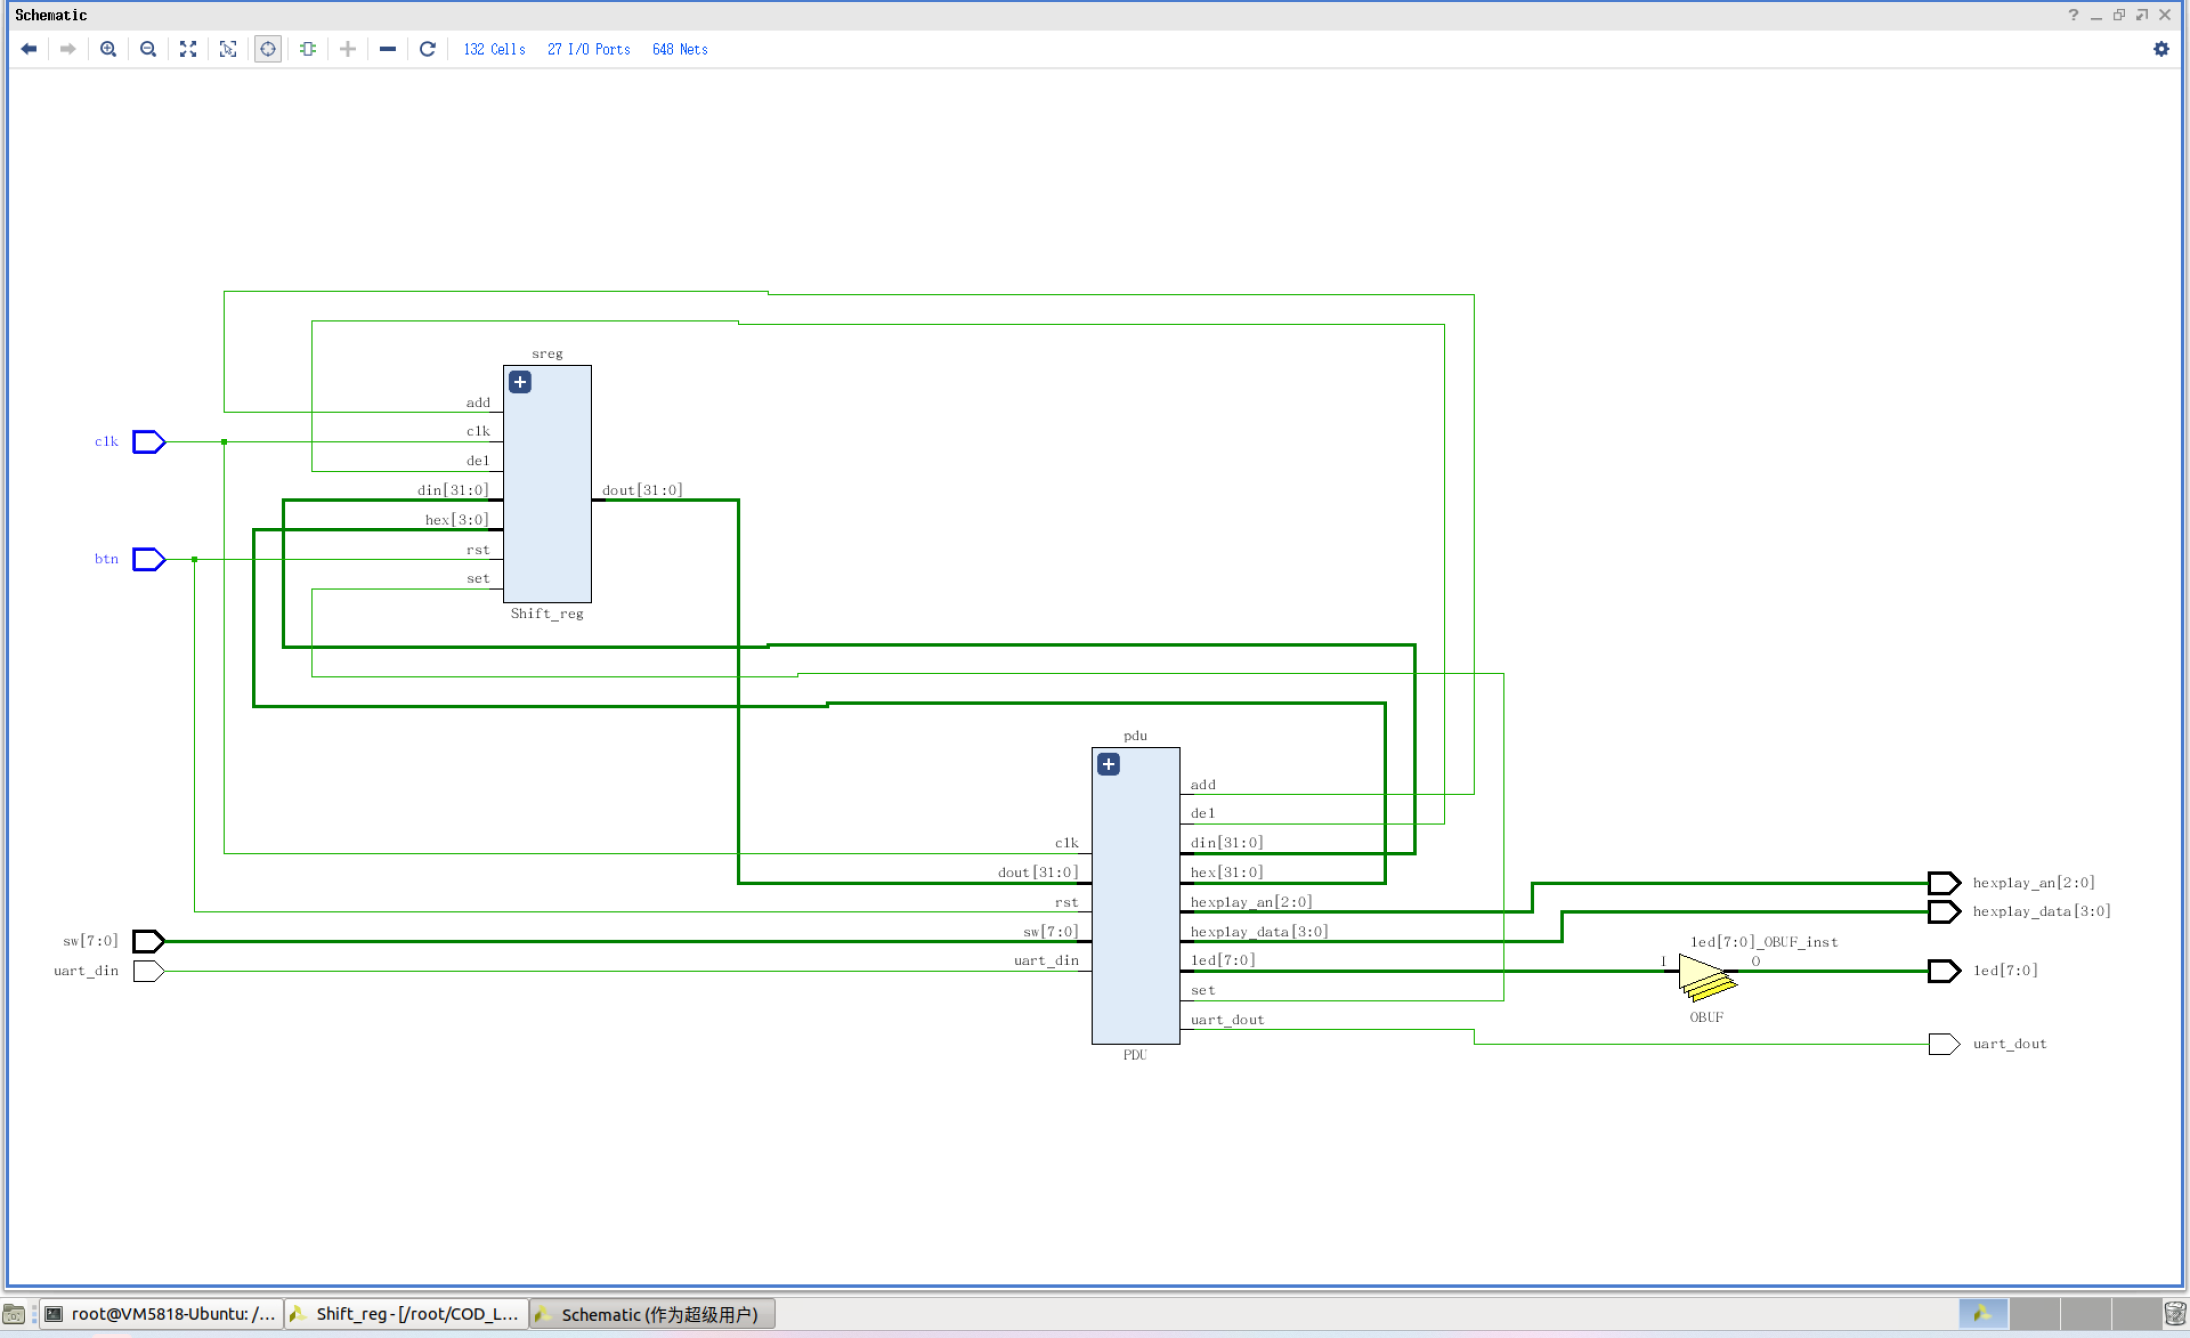 Schematic
132 Cells 27 I/O Ports 648 Nets
sreg
add
clk
clk
del
din[31:0]
dout[31:0]
hex[3:0]
rst
btn
set
Shift_reg
pdu
add
del
clk
din[31:0]
dout[31:0]
hex[31:0]
hexplay_an[2:0]
rst
hexplay_an[2:0]
hexplay_data[3:0]
sw[7:0]
sw[7:0]
hexplay_data[3:0]
led[7:0]_OBUF_inst
uart_din
uart_din
led[7:0]
I
O
led[7:0]
set
OBUF
uart_dout
uart_dout
PDU
root@VM5818-Ubuntu: /...
Shift_reg - [/root/COD_L...
Schematic (作为超级用户)